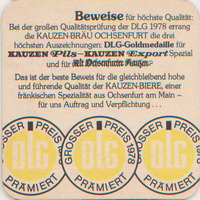 Beweise für höchste Qualität:
Bei der großen Qualitätsprüfung der DLG 1978 errang
die KAUZEN-BRÄU OCHSENFURT die drei
höchsten Auszeichnungen: DLG-Goldmedaille für
KAUZEN Pils - KAUZEN Export Spezial
und für Alt Ochsenfurter Kauzen.
Das ist der beste Beweis für die gleichbleibend hohe
und führende Qualität der KAUZEN-BIERE, einer
fränkischen Spezialität aus Ochsenfurt am Main –
für uns Auftrag und Verpflichtung . . .
GROSSER PREIS 1978
DLG
PRÄMIERT
GROSSER PREIS 1978
DLG
PRÄMIERT
GROSSER PREIS 1978
DLG
PRÄMIERT